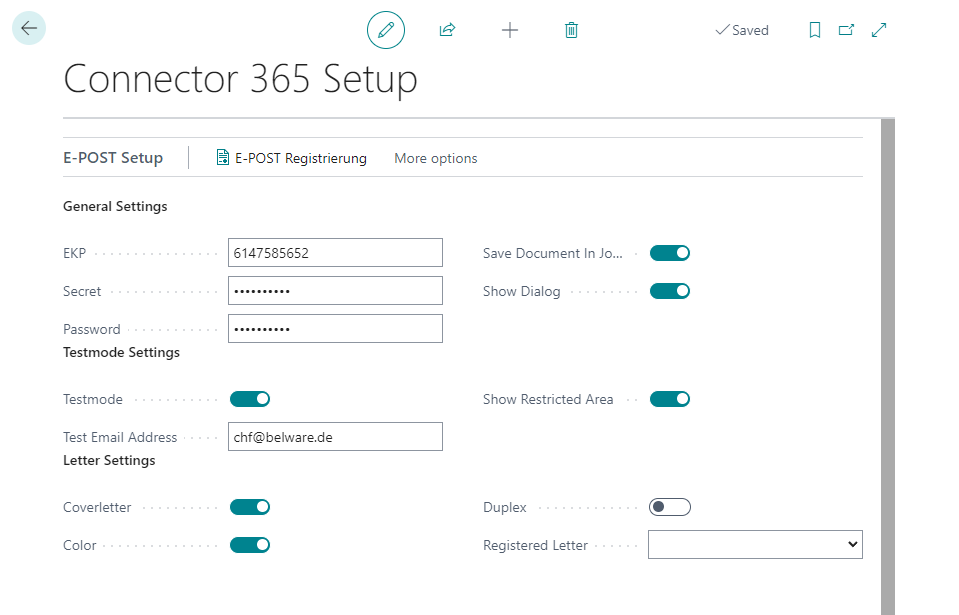 Saved
Connector 365 Setup
E-POST Setup E-POST Registrierung More options
General Settings
EKP 6147585652 Save Document In Jo...
Secret •••••••••• Show Dialog
Password ••••••••••
Testmode Settings
Testmode Show Restricted Area
Test Email Address chf@belware.de
Letter Settings
Coverletter Duplex
Color Registered Letter